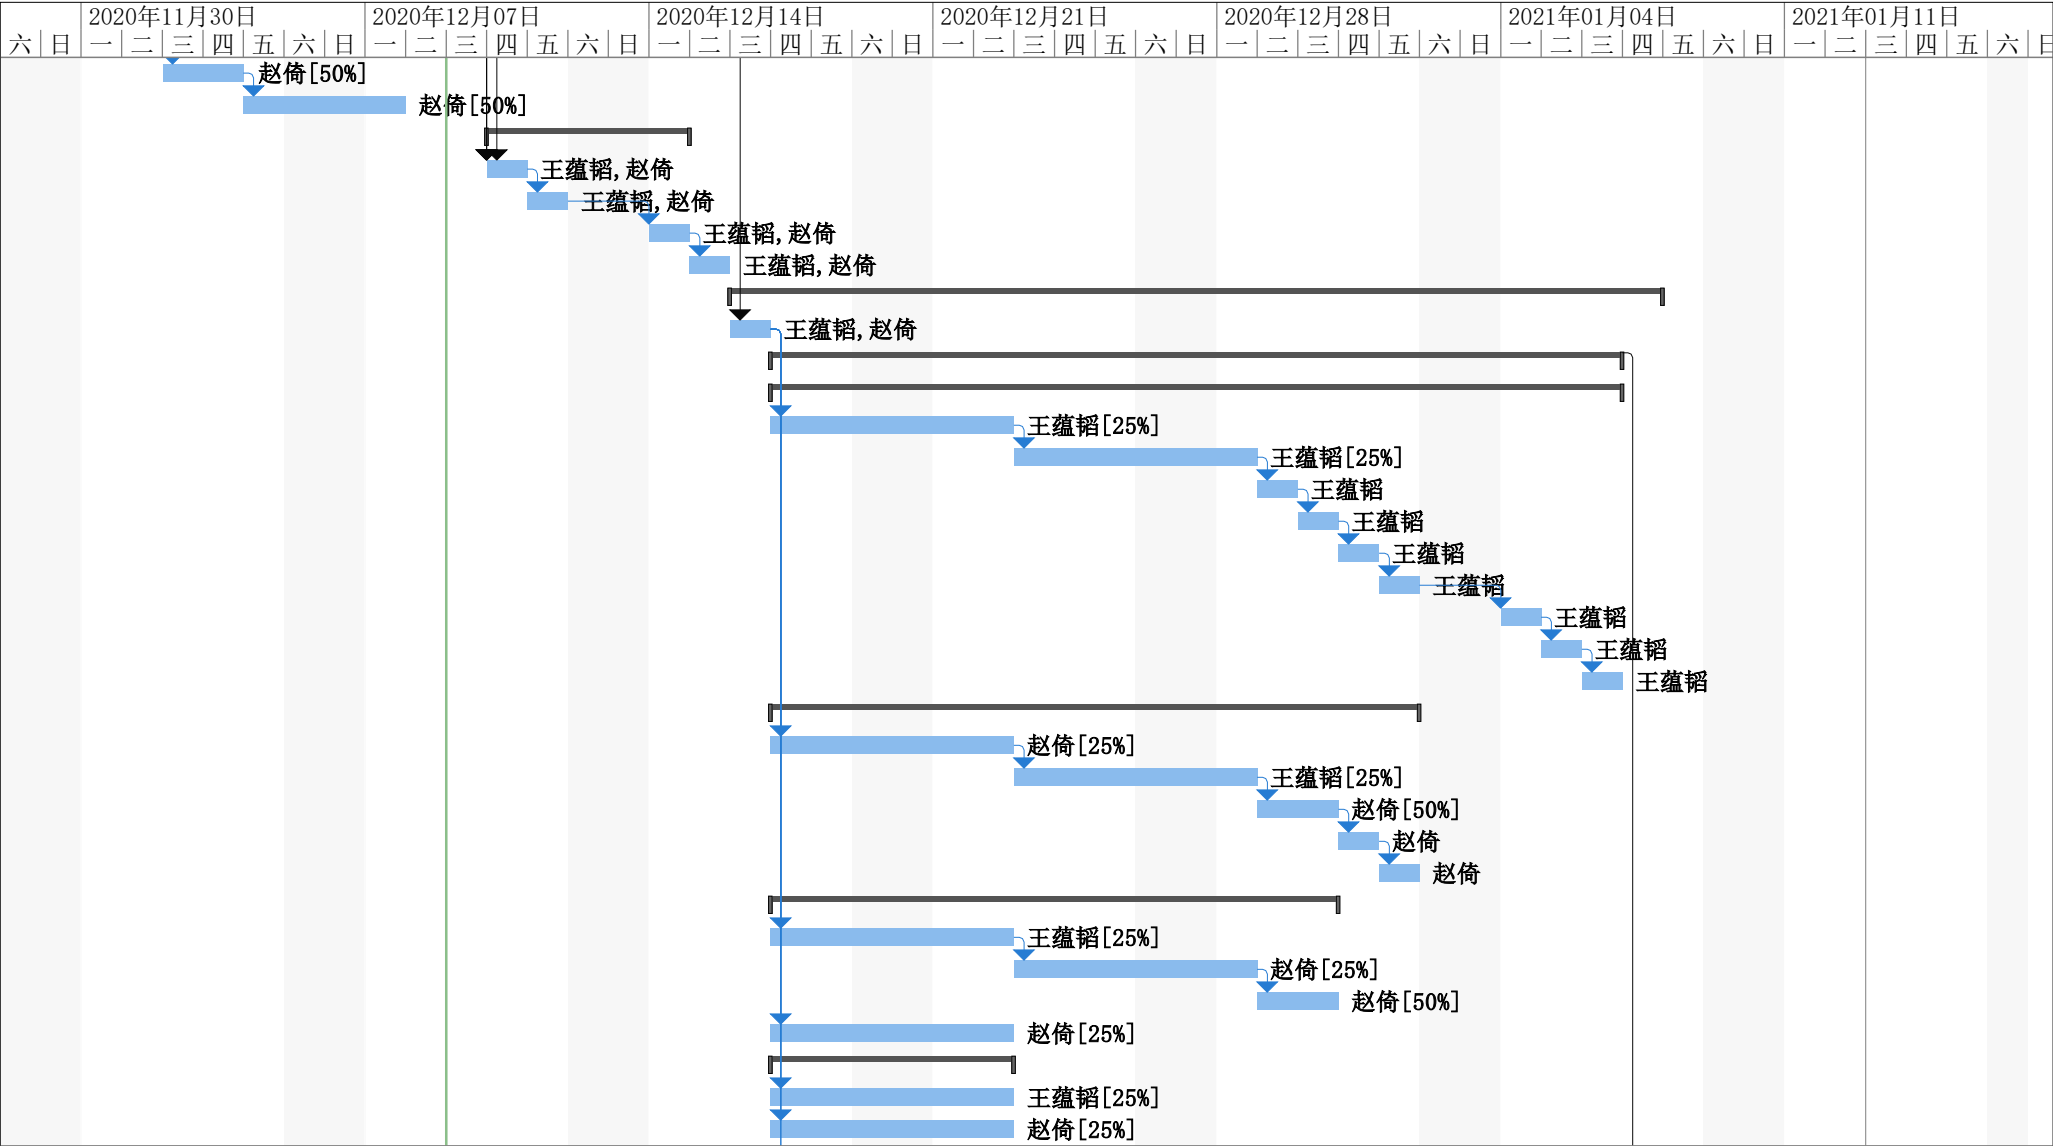 2020年11月30日 2020年12月07日 2020年12月14日 2020年12月21日 2020年12月28日 2021年01月04日 2021年01月11日
六 日 一 二 三 四 五 六 日 一 二 三 四 五 六 日 一 二 三 四 五 六 日 一 二 三 四 五 六 日 一 二 三 四 五 六 日 一 二 三 四 五 六 日 一 二 三 四 五 六 日
赵倚[50%]
赵倚[50%]
王蕴韬,赵倚
王蕴韬,赵倚
王蕴韬,赵倚
王蕴韬,赵倚
王蕴韬,赵倚
王蕴韬[25%]
王蕴韬[25%]
王蕴韬
王蕴韬
王蕴韬
王蕴韬
王蕴韬
王蕴韬
王蕴韬
赵倚[25%]
王蕴韬[25%]
赵倚[50%]
赵倚
赵倚
王蕴韬[25%]
赵倚[25%]
赵倚[50%]
赵倚[25%]
王蕴韬[25%]
赵倚[25%]